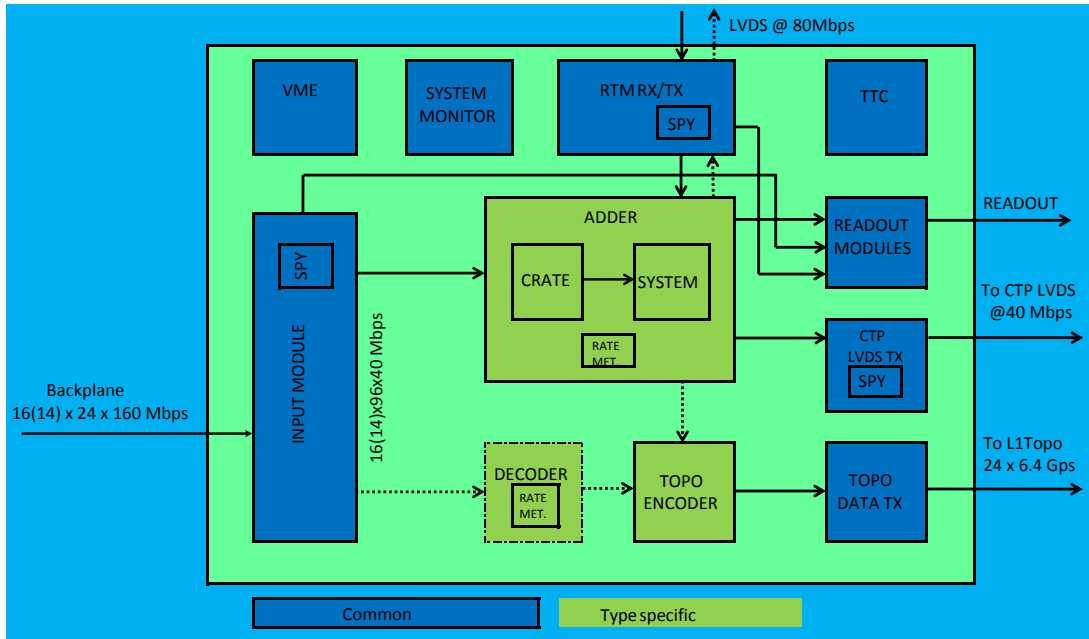 LVDS @ 80Mbps
VME
SYSTEM
MONITOR
RTM RX/TX
SPY
TTC
ADDER
CRATE
SYSTEM
RATE
MET.
READOUT
MODULES
READOUT
SPY
INPUT MODULE
16(14)x96x40 Mbps
Backplane
16(14) x 24 x 160 Mbps
CTP
LVDS TX
SPY
To CTP LVDS
@40 Mbps
DECODER
RATE
MET.
TOPO
ENCODER
TOPO
DATA TX
To L1Topo
24 x 6.4 Gps
Common
Type specific